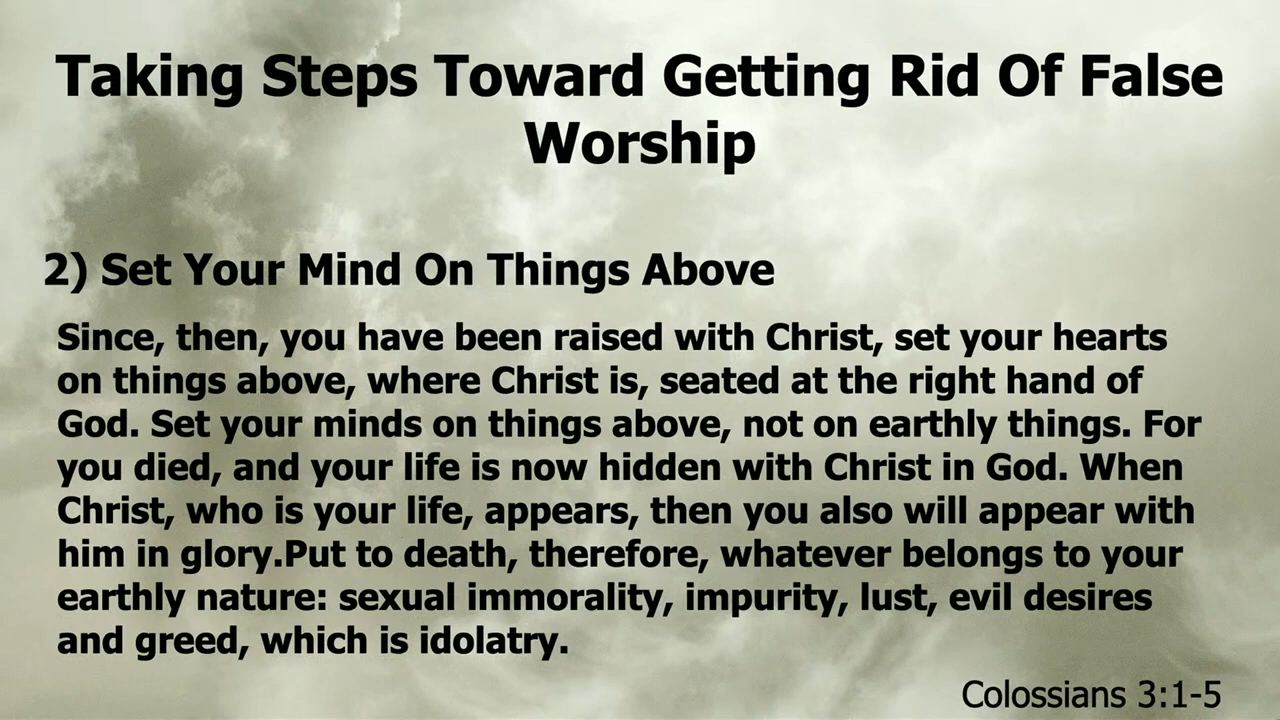 Taking Steps Toward Getting Rid Of False
Worship
2) Set Your Mind On Things Above
Since, then, you have been raised with Christ, set your hearts
on things above, where Christ is, seated at the right hand of
God. Set your minds on things above, not on earthly things. For
you died, and your life is now hidden with Christ in God. When
Christ, who is your life, appears, then you also will appear with
him in glory.Put to death, therefore, whatever belongs to your
earthly nature: sexual immorality, impurity, lust, evil desires
and greed, which is idolatry.
Colossians 3:1-5